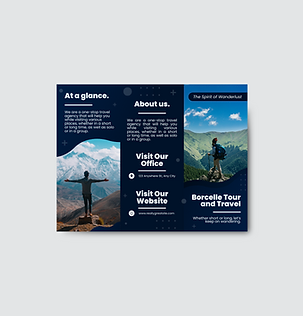 At a glance.
We are a one-stop travel
agency that will help you
while visiting various
places, whether in a short
or long time, as well as solo
or in a group.
About us.
We are a one-stop travel
agency that will help you
while visiting various
places, whether in a short
or long time, as well as solo
or in a group.
Visit Our
Office
123 Anywhere St., Any City
Visit Our
Website
www.reallygreatsite.com
The Spirit of Wanderlust
Borcelle Tour
and Travel
Whether short or long, let's
keep on wandering.